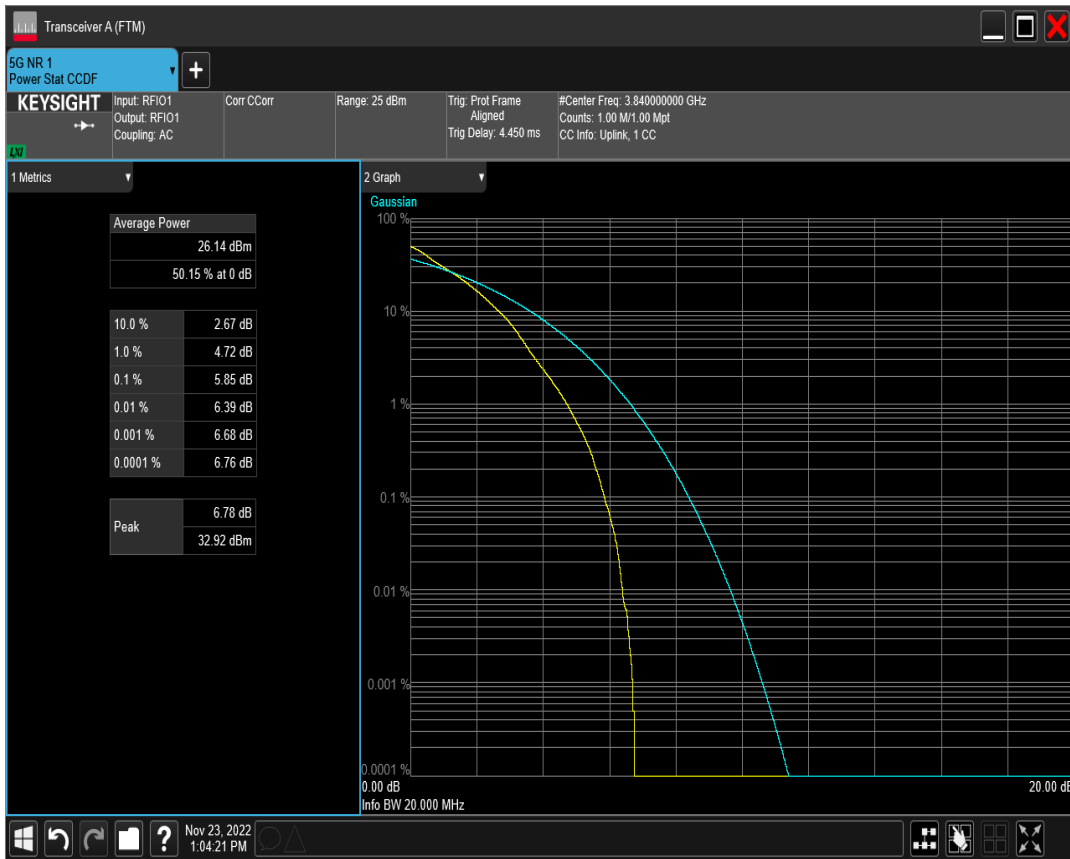 Transceiver A (FTM)
5G NR 1
Power Stat CCDF
+
KEYSIGHT
LXI
Input: RFIO1
Output: RFIO1
Coupling: AC
Corr CCorr
Range: 25 dBm
Trig: Prot Frame
Aligned
Trig Delay: 4.450 ms
#Center Freq: 3.840000000 GHz
Counts: 1.00 M/1.00 Mpt
CC Info: Uplink, 1 CC
1 Metrics
Average Power
26.14 dBm
50.15 % at 0 dB
10.0 % 2.67 dB
1.0 % 4.72 dB
0.1 % 5.85 dB
0.01 % 6.39 dB
0.001 % 6.68 dB
0.0001 % 6.76 dB
Peak
6.78 dB
32.92 dBm
2 Graph
Gaussian
100 %
10 %
1 %
0.1 %
0.01 %
0.001 %
0.0001 %
0.00 dB 20.00 dB
Info BW 20.000 MHz
?
Nov 23, 2022
1:04:21 PM